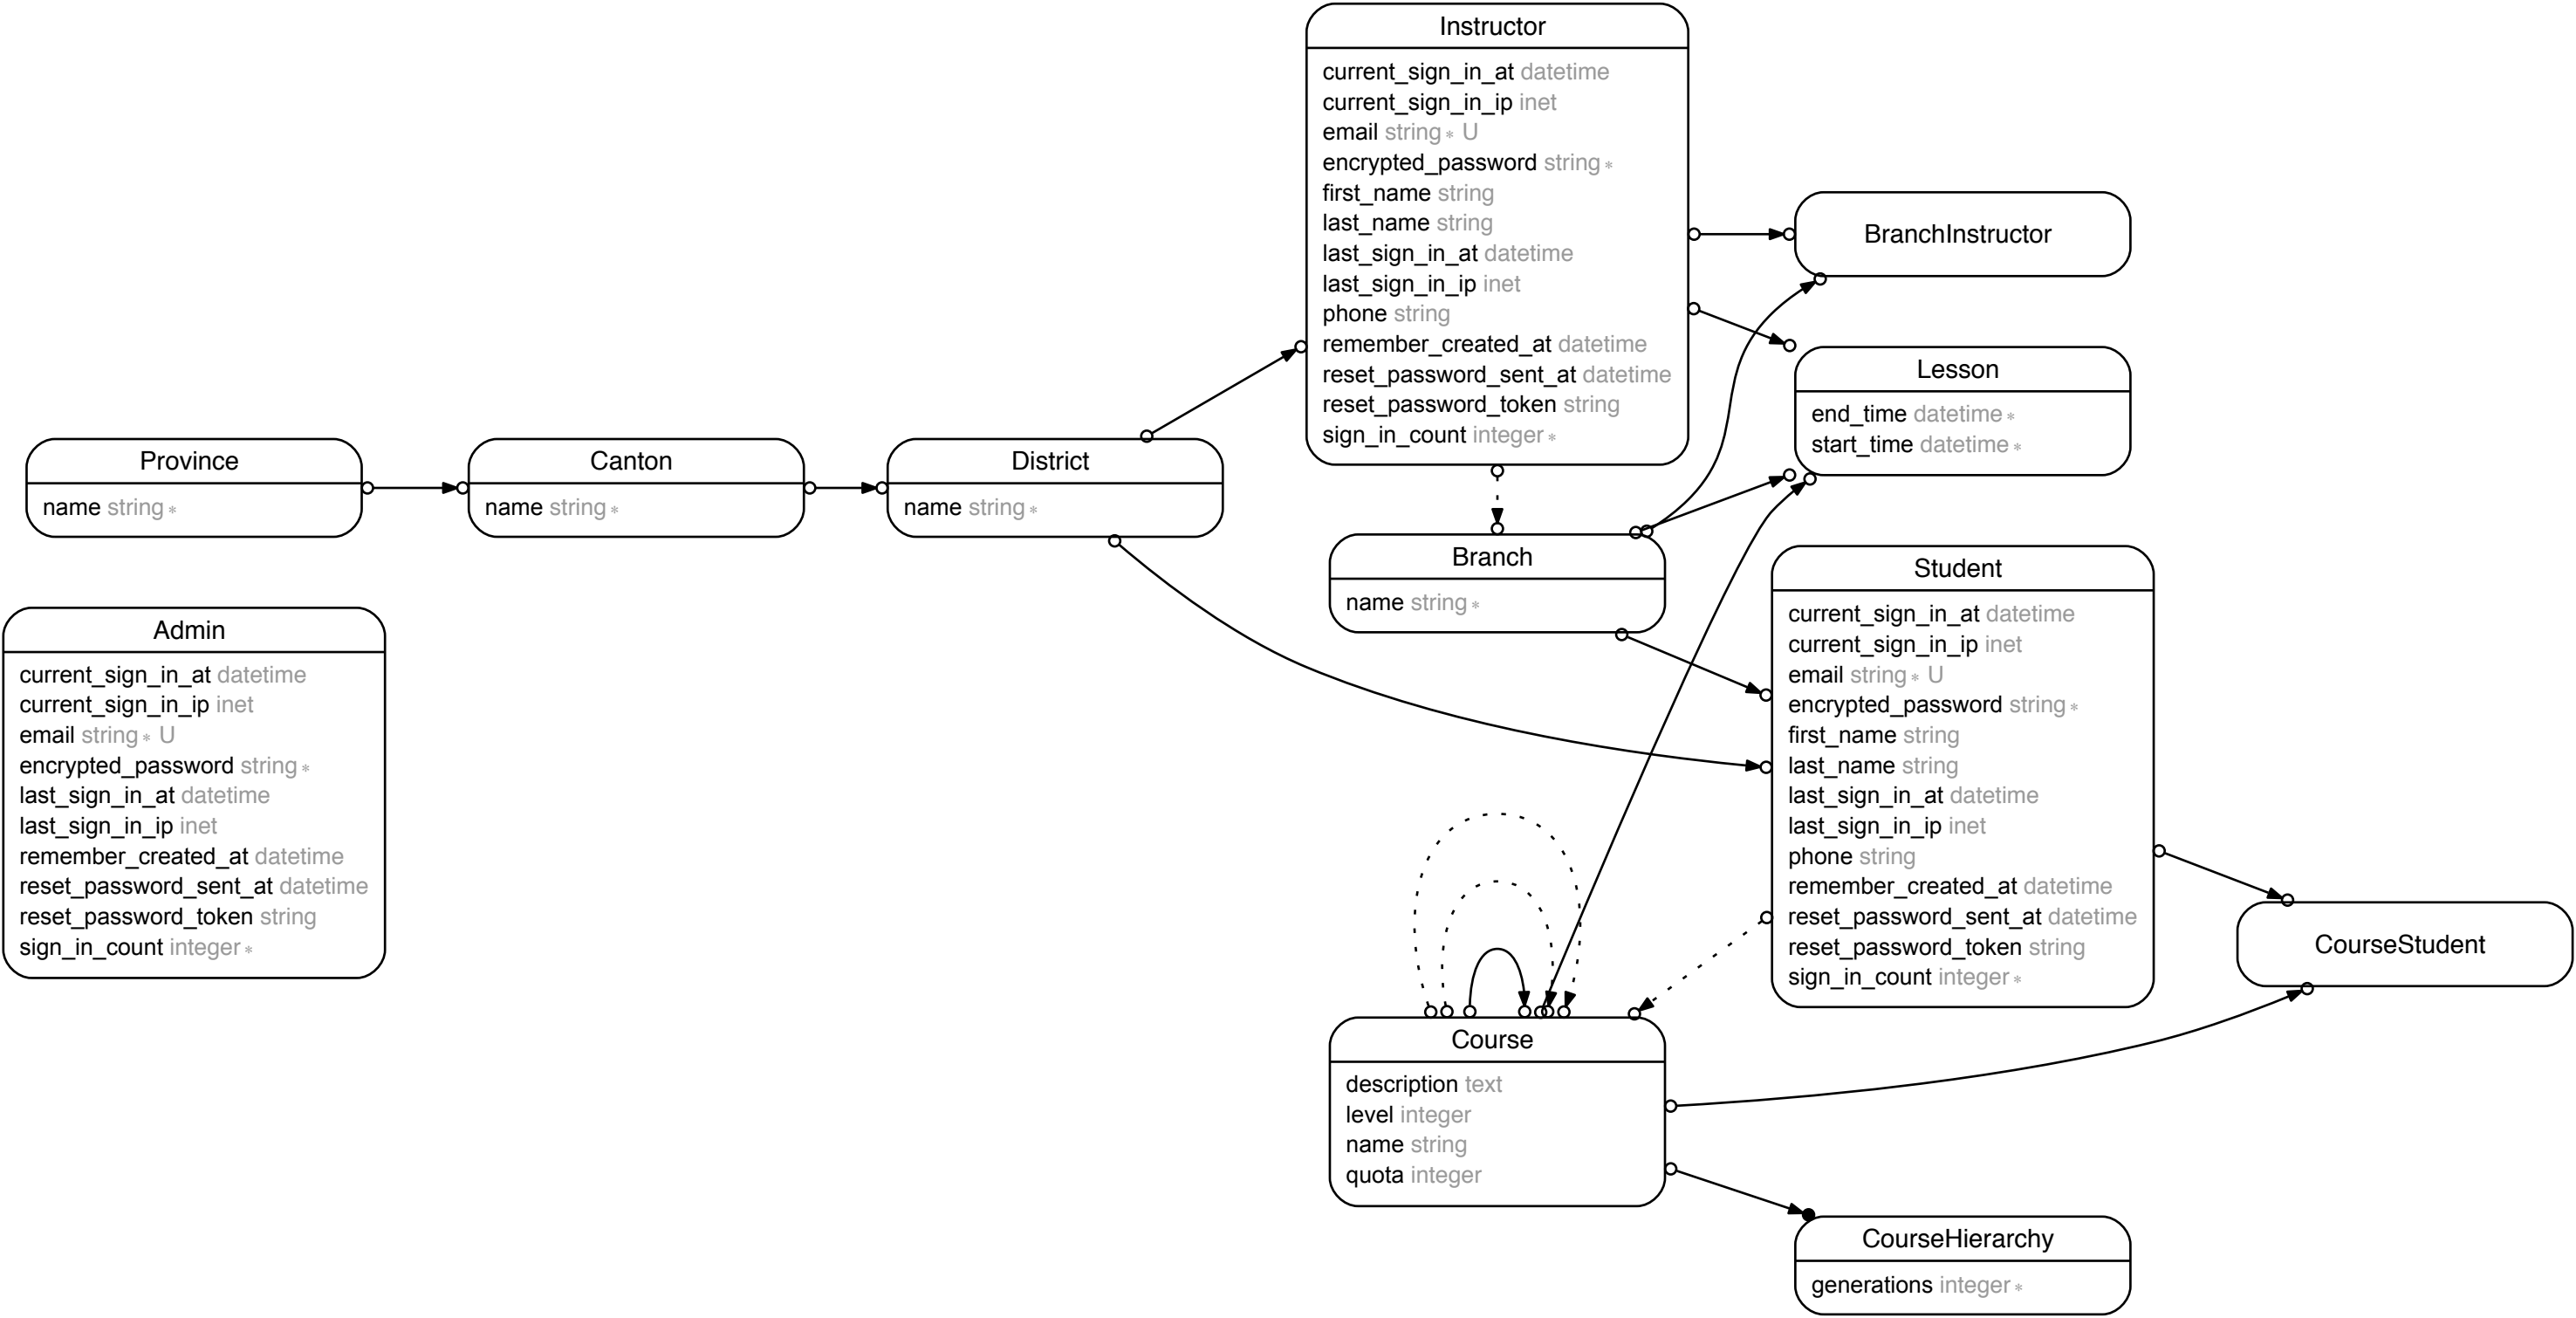 Instructor
current_sign_in_at datetime
current_sign_in_ip inet
email string * U
encrypted_password string *
first_name string
last_name string
last_sign_in_at datetime
last_sign_in_ip inet
phone string
remember_created_at datetime
reset_password_sent_at datetime
reset_password_token string
sign_in_count integer *
BranchInstructor
Lesson
end_time datetime *
start_time datetime *
Province
name string *
Canton
name string *
District
name string *
Branch
name string *
Student
current_sign_in_at datetime
current_sign_in_ip inet
email string * U
encrypted_password string *
first_name string
last_name string
last_sign_in_at datetime
last_sign_in_ip inet
phone string
remember_created_at datetime
reset_password_sent_at datetime
reset_password_token string
sign_in_count integer *
Admin
current_sign_in_at datetime
current_sign_in_ip inet
email string * U
encrypted_password string *
last_sign_in_at datetime
last_sign_in_ip inet
remember_created_at datetime
reset_password_sent_at datetime
reset_password_token string
sign_in_count integer *
CourseStudent
Course
description text
level integer
name string
quota integer
CourseHierarchy
generations integer *